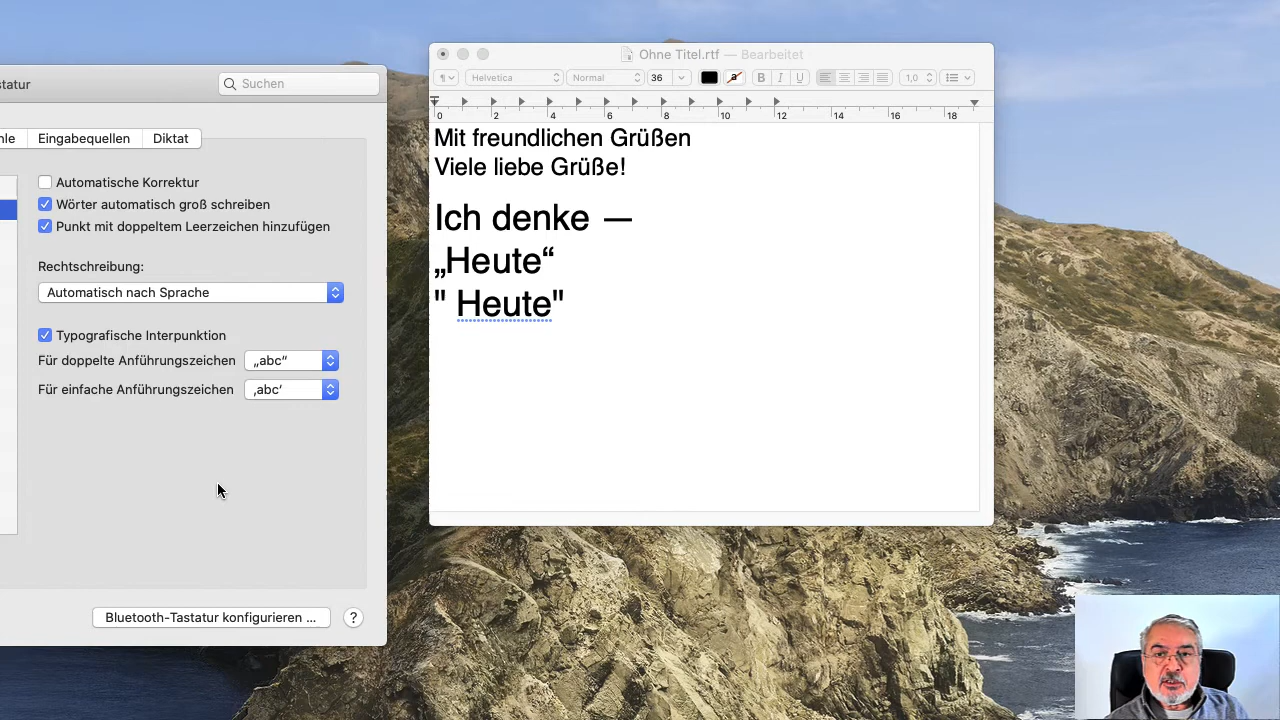 tatur
Suchen
hle
Eingabequellen
Diktat
Automatische Korrektur
Wörter automatisch groß schreiben
Punkt mit doppeltem Leerzeichen hinzufügen
Rechtschreibung:
Automatisch nach Sprache
Typografische Interpunktion
Für doppelte Anführungszeichen „abc“
Für einfache Anführungszeichen ‚ab�c‘
Bluetooth-Tastatur konfigurieren ... ?
Ohne Titel.rtf — Bearbeitet
¶ Helvetica Normal 36 a B I U 1,0
0 2 4 6 8 10 12 14 16 18
Mit freundlichen Grüßen
Viele liebe Grüße!
Ich denke —
„Heute“
" Heute"